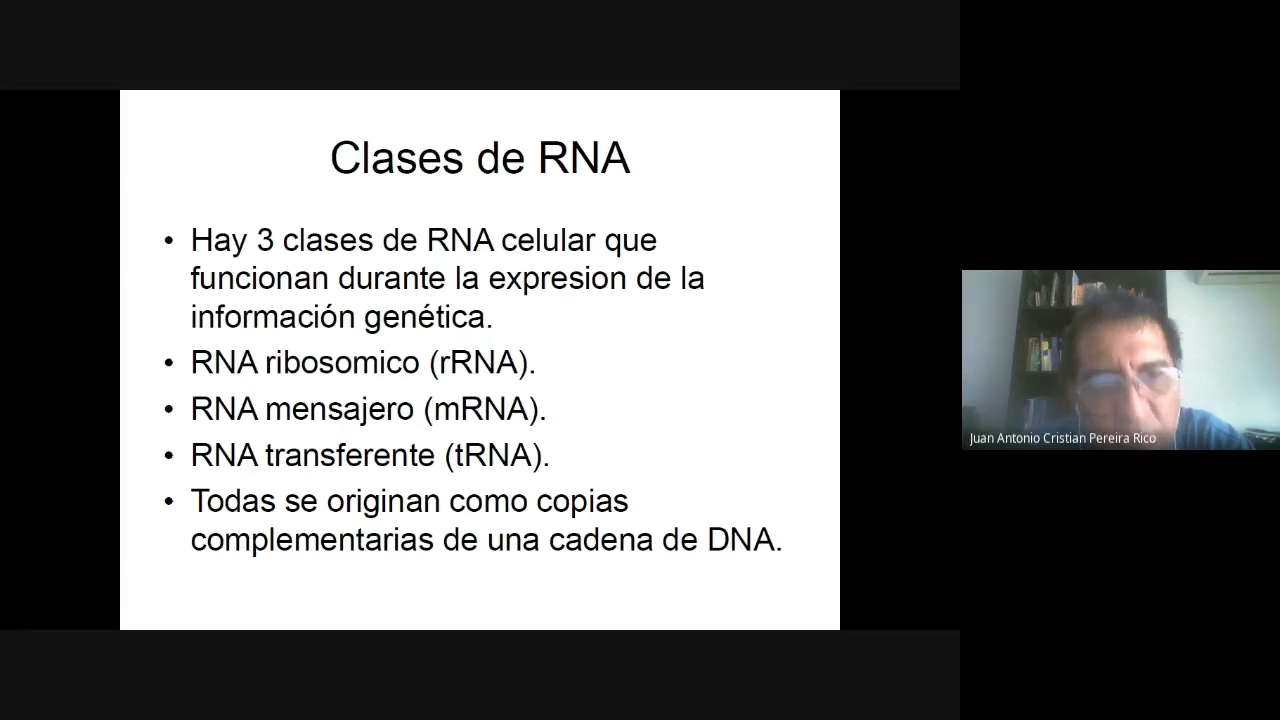 Clases de RNA
• Hay 3 clases de RNA celular que
funcionan durante la expresion de la
información genética.
• RNA ribosomico (rRNA).
• RNA mensajero (mRNA).
• RNA transferente (tRNA).
• Todas se originan como copias
complementarias de una cadena de DNA.
Juan Antonio Cristian Pereira Rico